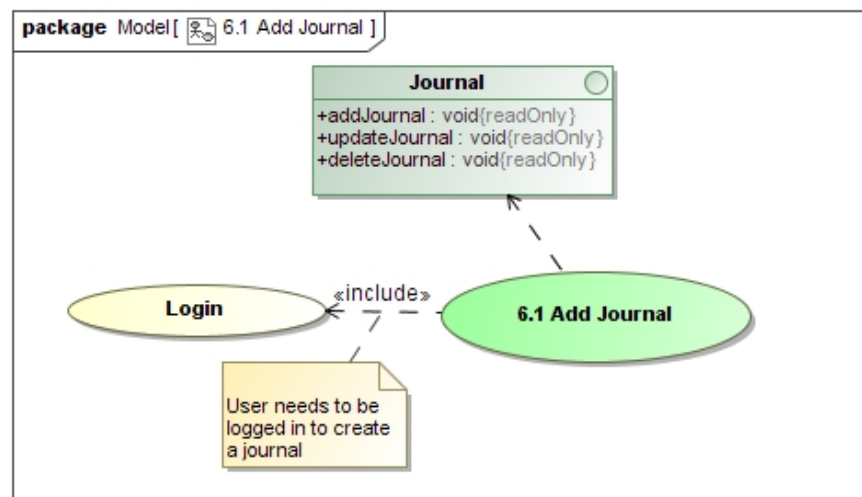 package Model[ 6.1 Add Journal ]
Journal
+addJournal : void{readOnly}
+updateJournal : void{readOnly}
+deleteJournal : void{readOnly}
«include»
Login
6.1 Add Journal
User needs to be
logged in to create
a journal